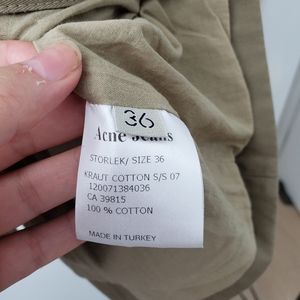 36
Acne Jeans
STORLEK/ SIZE 36
KRAUT COTTON S/S 07
120071384036
CA 39815
100 % COTTON
MADE IN TURKEY